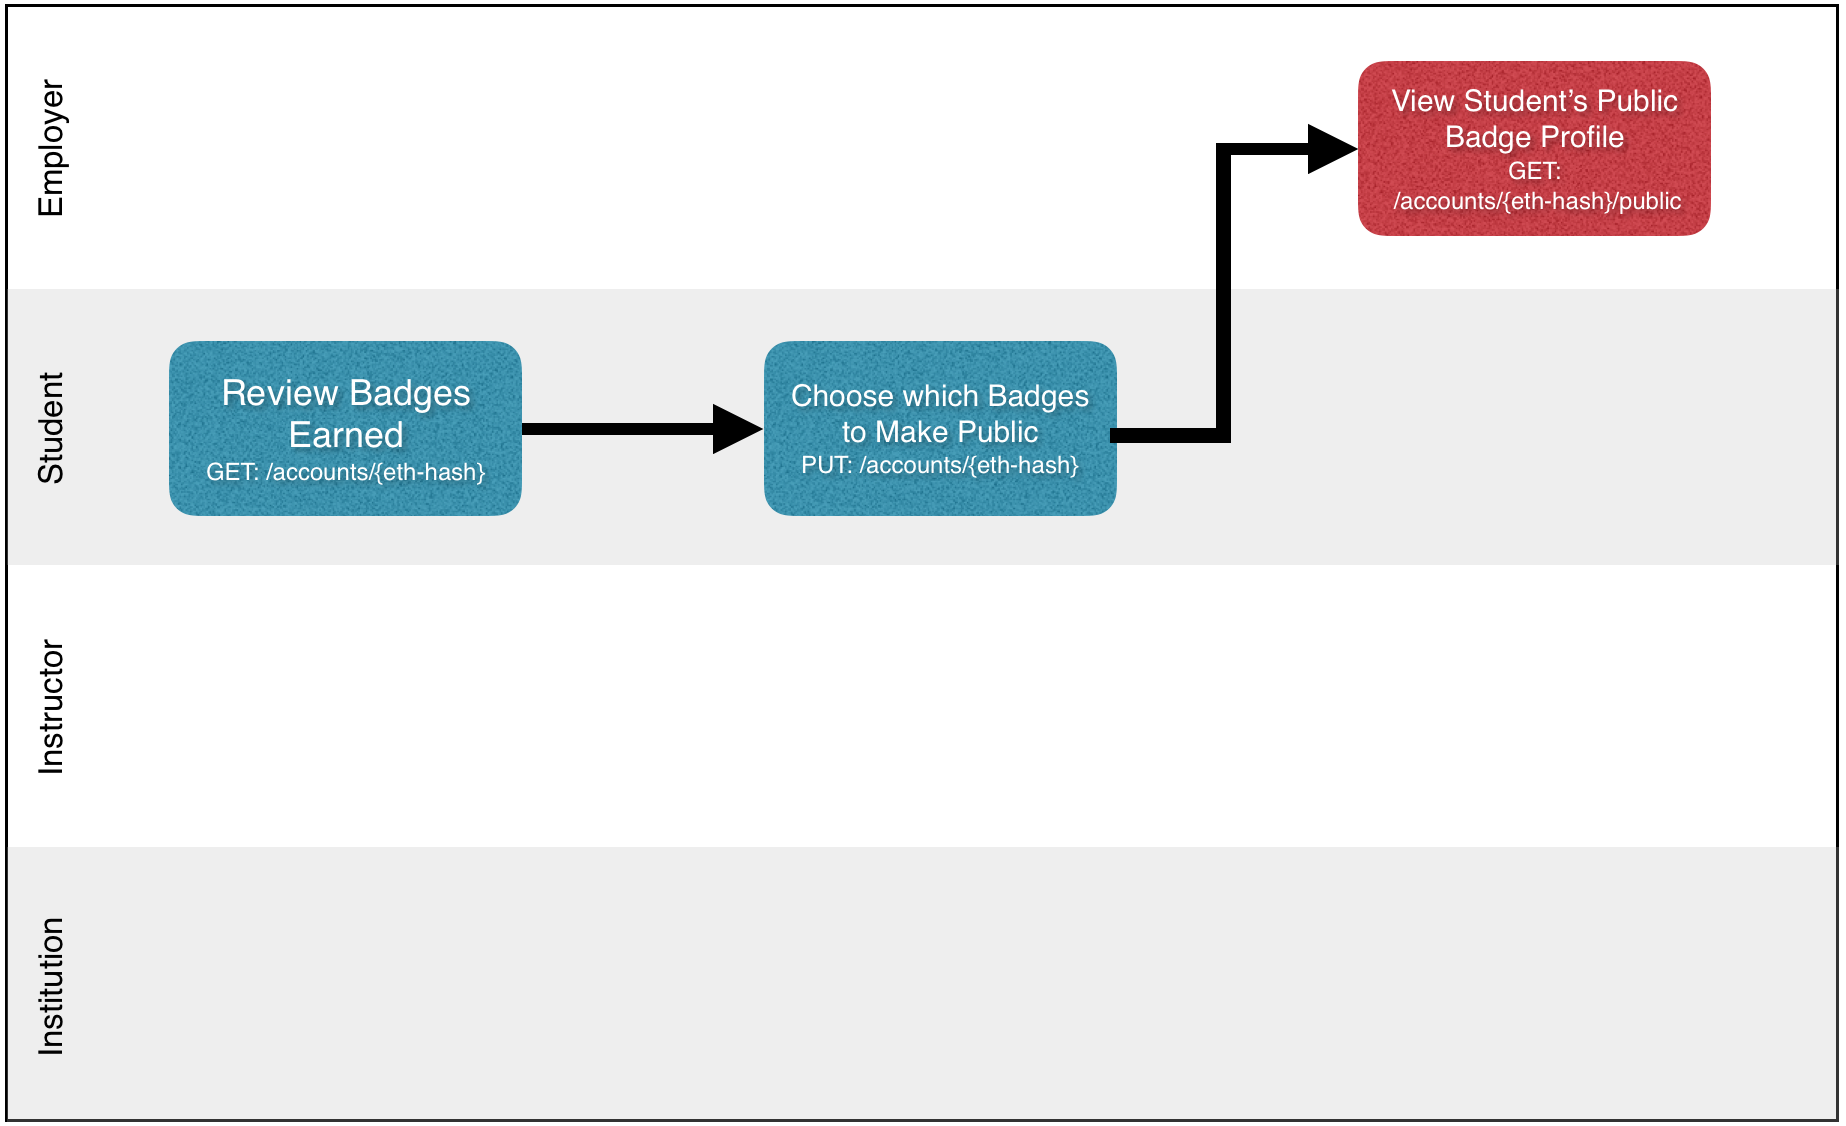 Employer
View Student’s Public
Badge Profile
GET:
/accounts/{eth-hash}/public
Student
Review Badges
Earned
GET: /accounts/{eth-hash}
Choose which Badges
to Make Public
PUT: /accounts/{eth-hash}
Instructor
Institution